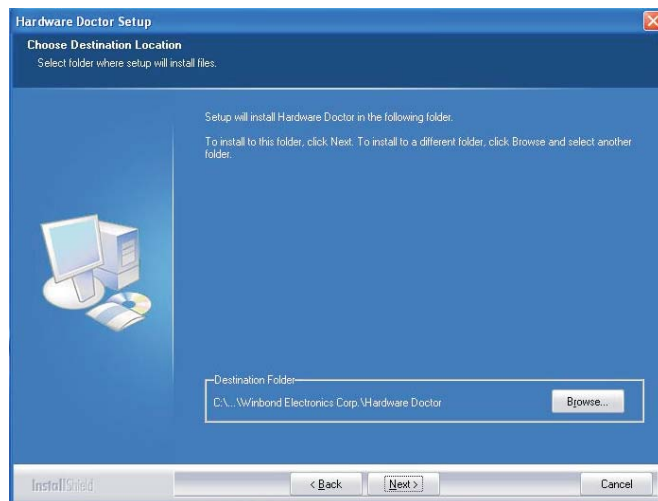 Hardware Doctor Setup
Choose Destination Location
Select folder where setup will install files.
Setup will install Hardware Doctor in the following folder.
To install to this folder, click Next. To install to a different folder, click Browse and select another
folder.
Destination Folder
C:\...\Winbond Electronics Corp.\Hardware Doctor
Browse...
InstallShield
< Back
Next >
Cancel